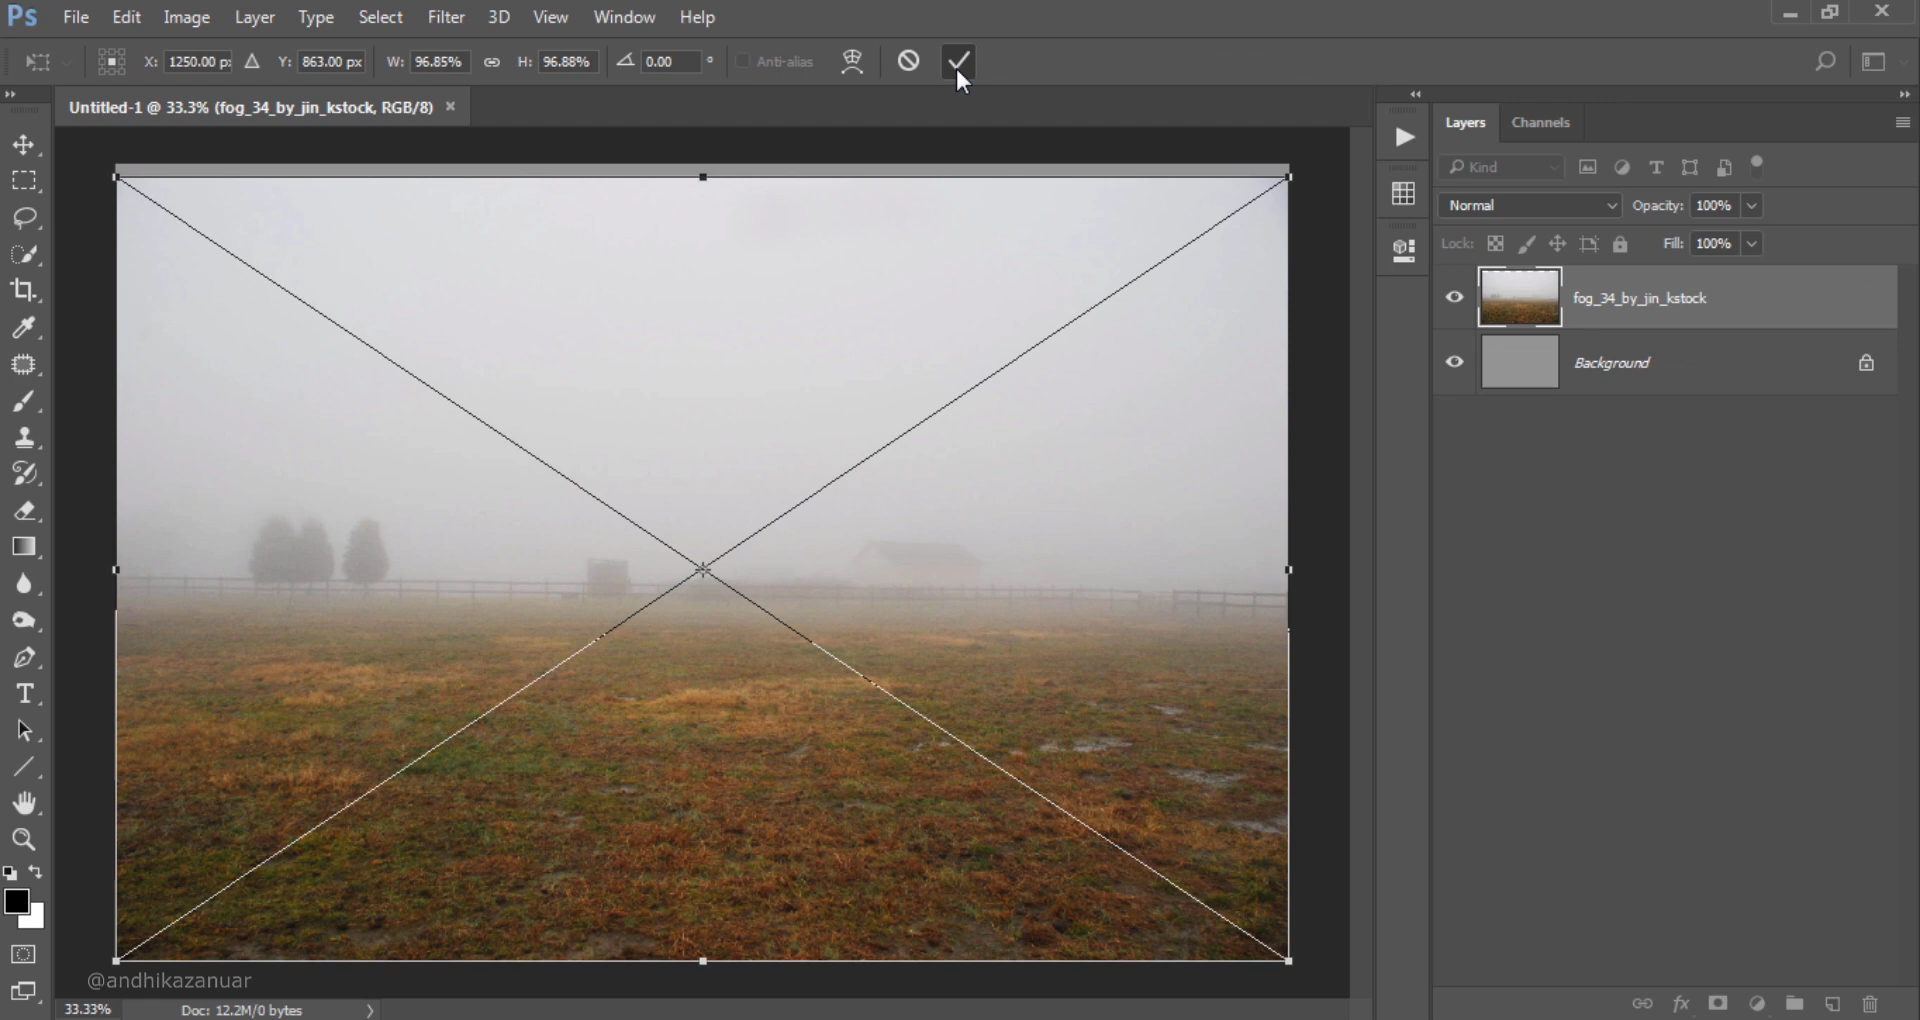 Ps File Edit Image Layer Type Select Filter 3D View Window Help
X: 1250.00 p: Y: 863.00 px W: 96.85% H: 96.88% 0.00 ° Anti-alias
Untitled-1 @ 33.3% (fog_34_by_jin_kstock, RGB/8) ×
Layers Channels
Kind
Normal Opacity: 100%
Lock: Fill: 100%
fog_34_by_jin_kstock
Background
@andhikazanuar
33.33% Doc: 12.2M/0 bytes
fx